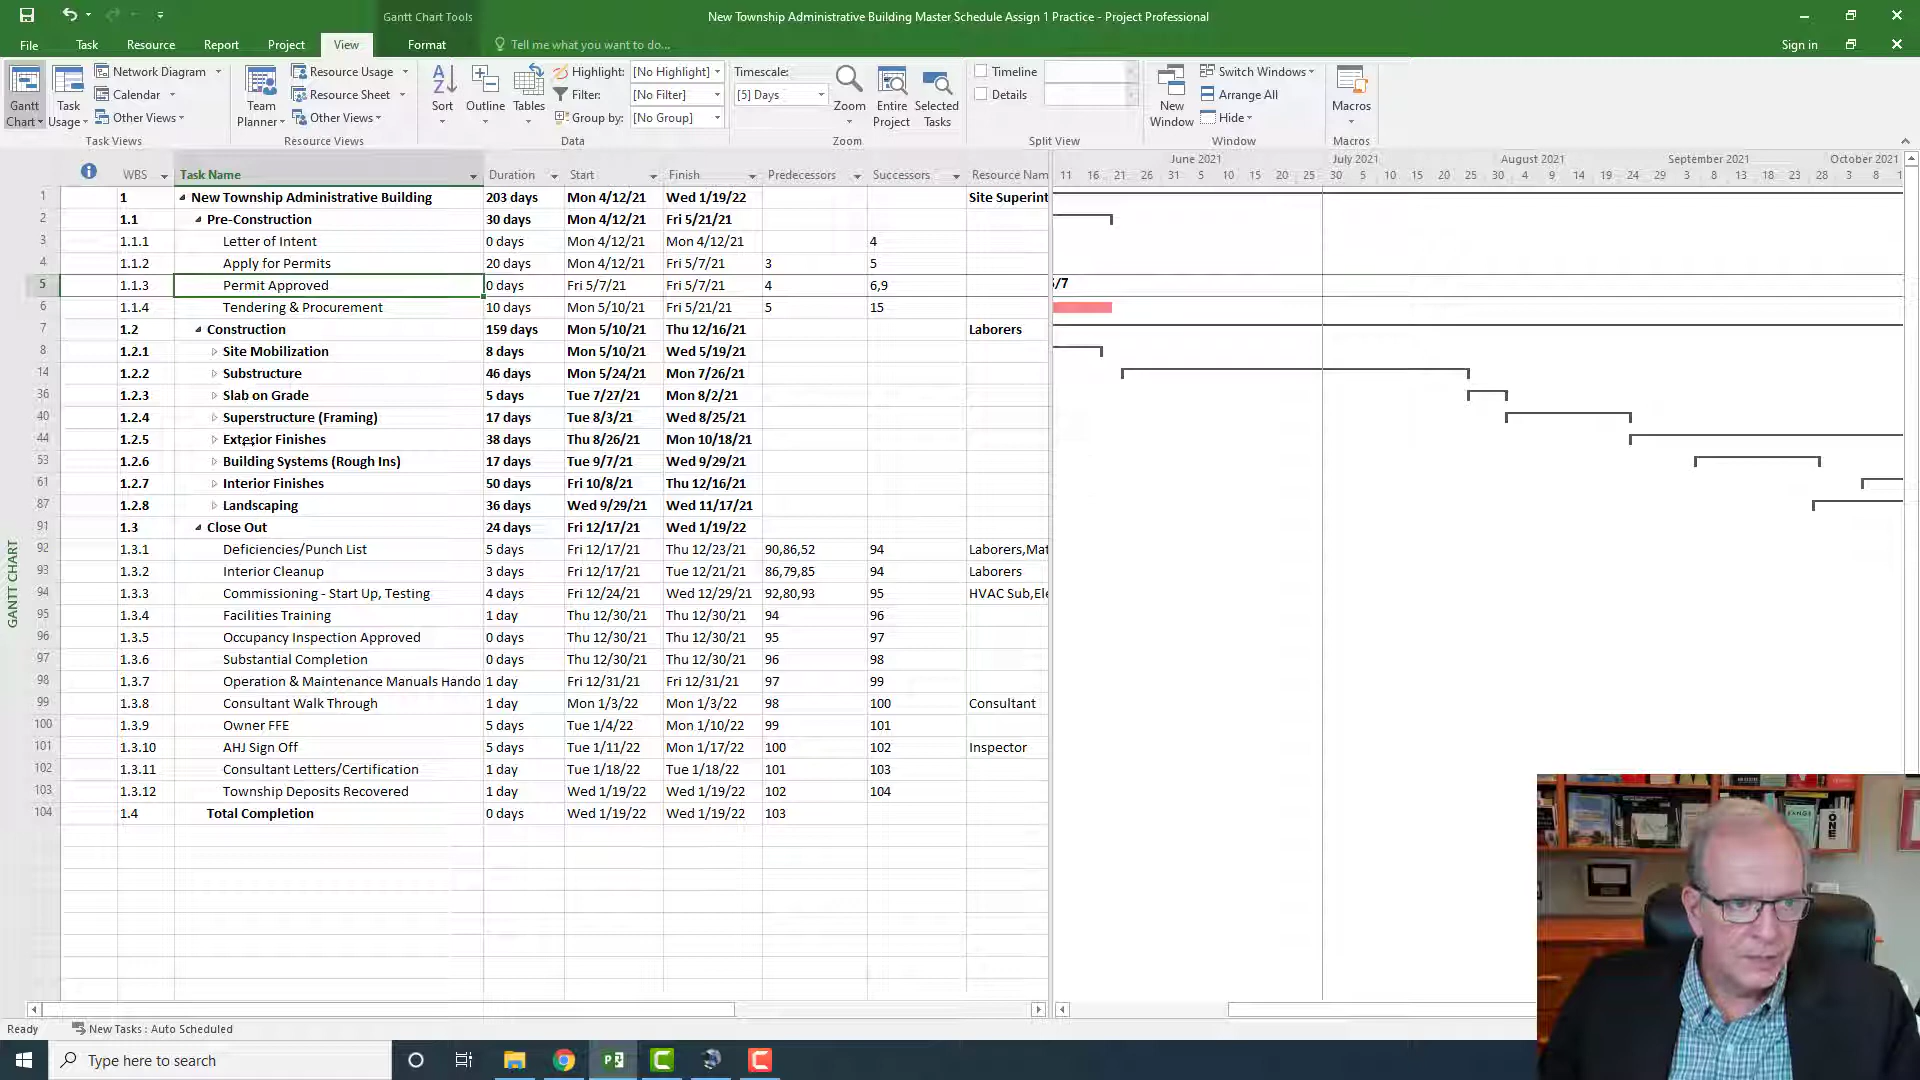 Gantt Chart Tools
New Township Administrative Building Master Schedule Assign 1 Practice - Project Professional
File Task Resource Report Project View Format Tell me what you want to do... Sign in
Gantt Chart Task Usage Network Diagram Calendar Other Views
Task Views
Team Planner Resource Usage Resource Sheet Other Views
Resource Views
Sort Outline Tables Highlight: [No Highlight] Filter: [No Filter] Group by: [No Group]
Data
Timescale: [5] Days Zoom Entire Project Selected Tasks
Zoom
Timeline Details
Split View
New Window Switch Windows Arrange All Hide
Window
Macros
Macros
WBS Task Name Duration Start Finish Predecessors Successors Resource Nam
June 2021 July 2021 August 2021 September 2021 October 2021
11 16 21 26 31 5 10 15 20 25 30 5 10 15 20 25 30 4 9 14 19 24 29 3 8 13 18 23 28 3 8 1
1 1 New Township Administrative Building 203 days Mon 4/12/21 Wed 1/19/22 Site Superint
2 1.1 Pre-Construction 30 days Mon 4/12/21 Fri 5/21/21
3 1.1.1 Letter of Intent 0 days Mon 4/12/21 Mon 4/12/21 4
4 1.1.2 Apply for Permits 20 days Mon 4/12/21 Fri 5/7/21 3 5
5 1.1.3 Permit Approved 0 days Fri 5/7/21 Fri 5/7/21 4 6,9 5/7
6 1.1.4 Tendering & Procurement 10 days Mon 5/10/21 Fri 5/21/21 5 15
7 1.2 Construction 159 days Mon 5/10/21 Thu 12/16/21 Laborers
8 1.2.1 Site Mobilization 8 days Mon 5/10/21 Wed 5/19/21
14 1.2.2 Substructure 46 days Mon 5/24/21 Mon 7/26/21
36 1.2.3 Slab on Grade 5 days Tue 7/27/21 Mon 8/2/21
40 1.2.4 Superstructure (Framing) 17 days Tue 8/3/21 Wed 8/25/21
44 1.2.5 Exterior Finishes 38 days Thu 8/26/21 Mon 10/18/21
53 1.2.6 Building Systems (Rough Ins) 17 days Tue 9/7/21 Wed 9/29/21
61 1.2.7 Interior Finishes 50 days Fri 10/8/21 Thu 12/16/21
87 1.2.8 Landscaping 36 days Wed 9/29/21 Wed 11/17/21
91 1.3 Close Out 24 days Fri 12/17/21 Wed 1/19/22
92 1.3.1 Deficiencies/Punch List 5 days Fri 12/17/21 Thu 12/23/21 90,86,52 94 Laborers,Mat
93 1.3.2 Interior Cleanup 3 days Fri 12/17/21 Tue 12/21/21 86,79,85 94 Laborers
94 1.3.3 Commissioning - Start Up, Testing 4 days Fri 12/24/21 Wed 12/29/21 92,80,93 95 HVAC Sub,Ele
95 1.3.4 Facilities Training 1 day Thu 12/30/21 Thu 12/30/21 94 96
96 1.3.5 Occupancy Inspection Approved 0 days Thu 12/30/21 Thu 12/30/21 95 97
97 1.3.6 Substantial Completion 0 days Thu 12/30/21 Thu 12/30/21 96 98
98 1.3.7 Operation & Maintenance Manuals Hando 1 day Fri 12/31/21 Fri 12/31/21 97 99
99 1.3.8 Consultant Walk Through 1 day Mon 1/3/22 Mon 1/3/22 98 100 Consultant
100 1.3.9 Owner FFE 5 days Tue 1/4/22 Mon 1/10/22 99 101
101 1.3.10 AHJ Sign Off 5 days Tue 1/11/22 Mon 1/17/22 100 102 Inspector
102 1.3.11 Consultant Letters/Certification 1 day Tue 1/18/22 Tue 1/18/22 101 103
103 1.3.12 Township Deposits Recovered 1 day Wed 1/19/22 Wed 1/19/22 102 104
104 1.4 Total Completion 0 days Wed 1/19/22 Wed 1/19/22 103
GANTT CHART
Ready New Tasks : Auto Scheduled
Type here to search